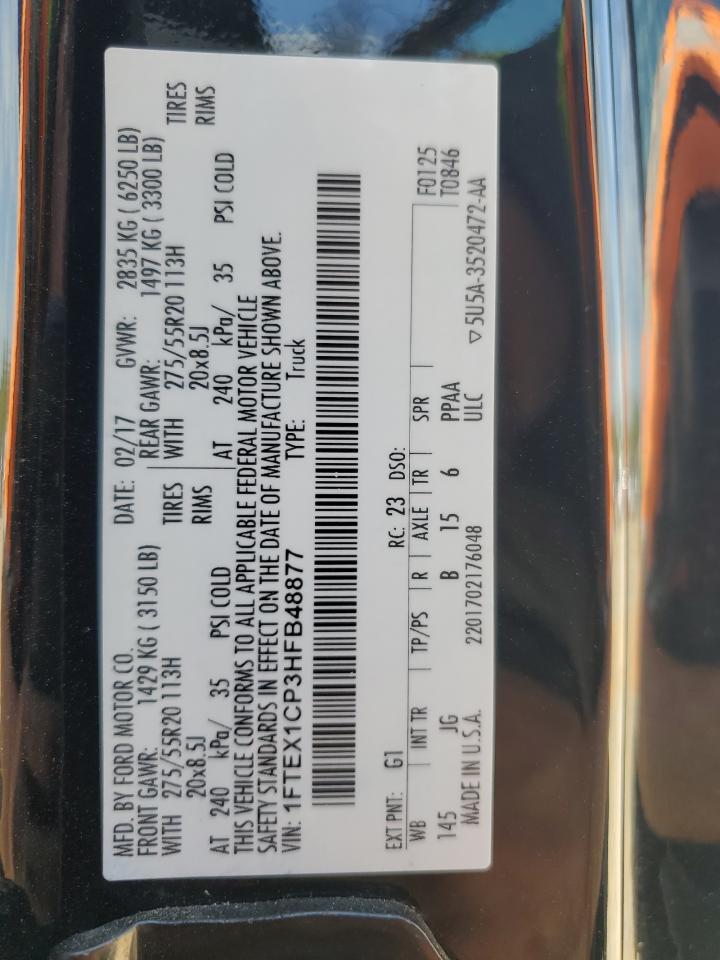 MFD. BY FORD MOTOR CO. DATE: 02/17 GVWR: 2835 KG ( 6250 LB)
FRONT GAWR: 1429 KG ( 3150 LB) REAR GAWR: 1497 KG ( 3300 LB)
WITH 275/55R20 113H TIRES WITH 275/55R20 113H TIRES
20x8.5J RIMS 20x8.5J RIMS
AT 240 kPa/ 35 PSI COLD AT 240 kPa/ 35 PSI COLD
THIS VEHICLE CONFORMS TO ALL APPLICABLE FEDERAL MOTOR VEHICLE
SAFETY STANDARDS IN EFFECT ON THE DATE OF MANUFACTURE SHOWN ABOVE.
VIN: 1FTEX1CP3HFB48877 TYPE: Truck
EXT PNT: G1 RC: 23 DSO: F0125
WB INT TR TP/PS R AXLE TR SPR T0846
145 JG B 15 6 PPAA
MADE IN U.S.A. 2201702176048 ULC ▽5U5A-3520472-AA